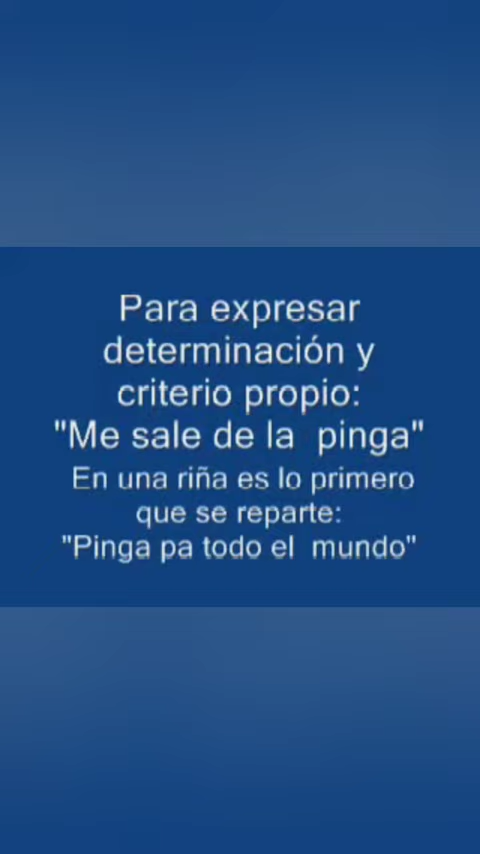 Para expresar
determinación y
criterio propio:
"Me sale de la pinga"
En una riña es lo primero
que se reparte:
"Pinga pa todo el mundo"